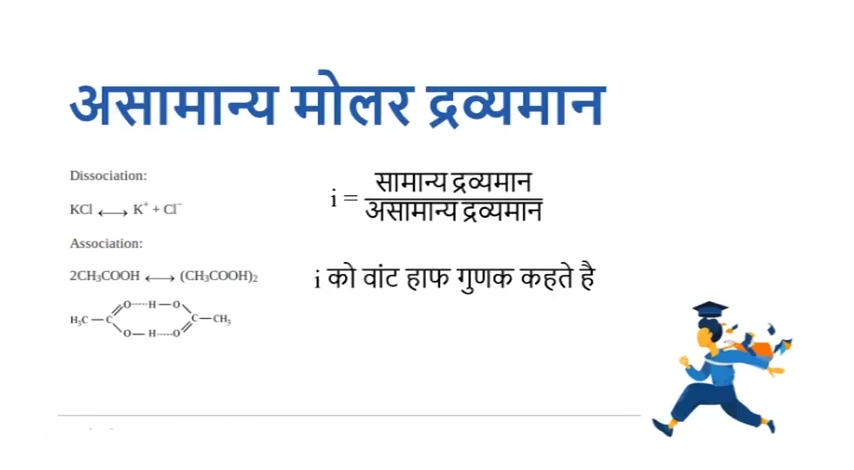 असामान्य मोलर द्रव्यमान
Dissociation:
KCl ⟷ K⁺ + Cl⁻
Association:
2CH₃COOH ⟷ (CH₃COOH)₂
O·····H—O
H₃C—C C—CH₃
O—H·····O
i = सामान्य द्रव्यमान
असामान्य द्रव्यमान
i को वांट हाफ गुणक कहते है